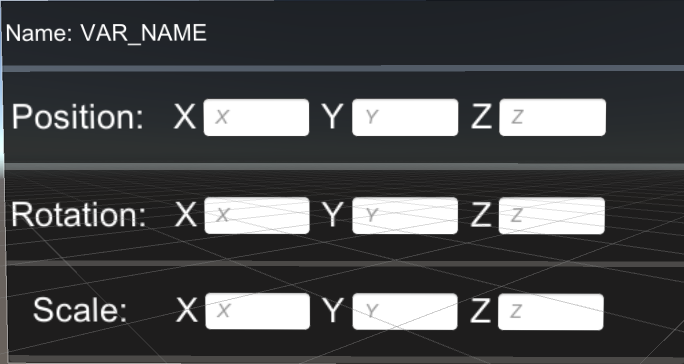 Name: VAR_NAME
Position: X X Y Y Z Z
Rotation: X X Y Y Z Z
Scale: X X Y Y Z Z